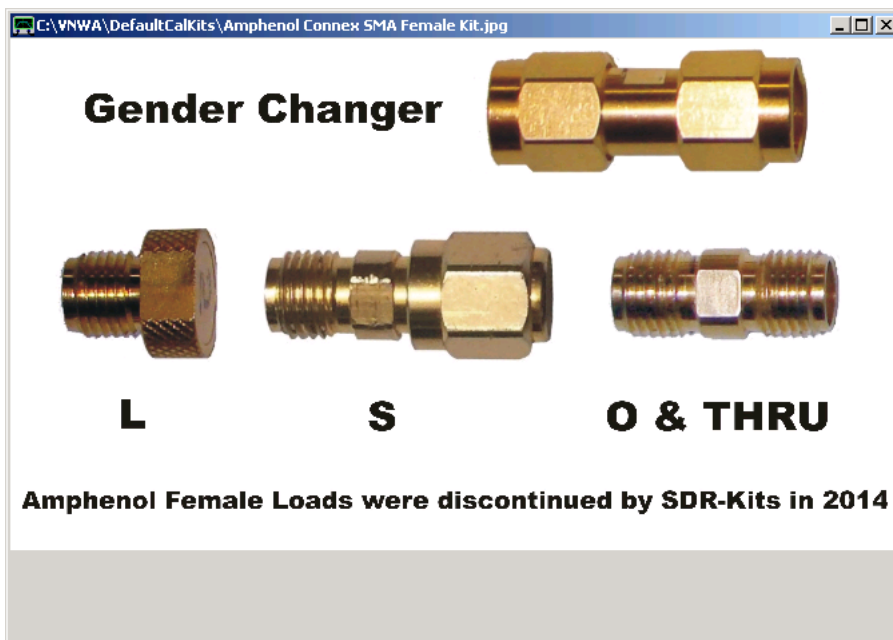 C:\VNWA\DefaultCalKits\Amphenol Connex SMA Female Kit.jpg
Gender Changer
L S O & THRU
Amphenol Female Loads were discontinued by SDR-Kits in 2014